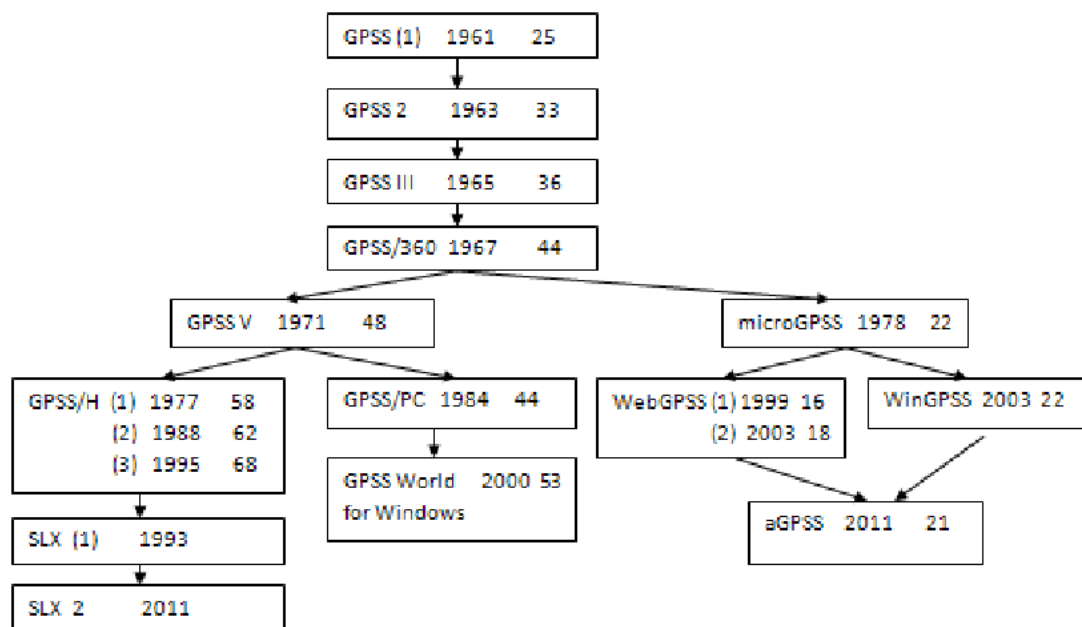 GPSS (1) 1961 25
GPSS 2 1963 33
GPSS III 1965 36
GPSS/360 1967 44
GPSS V 1971 48
microGPSS 1978 22
GPSS/H (1) 1977 58
(2) 1988 62
(3) 1995 68
GPSS/PC 1984 44
WebGPSS (1) 1999 16
(2) 2003 18
WinGPSS 2003 22
GPSS World 2000 53
for Windows
aGPSS 2011 21
SLX (1) 1993
SLX 2 2011